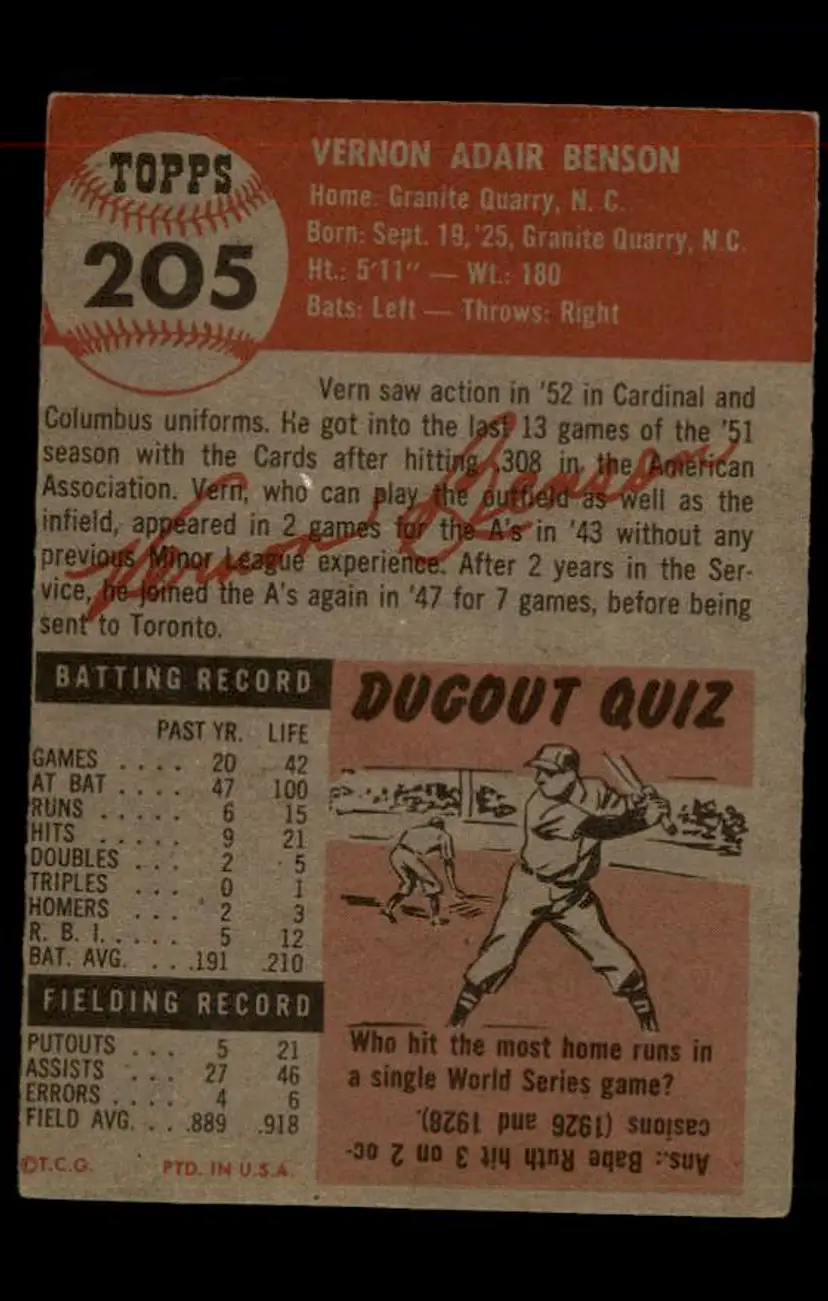 TOPPS
205
VERNON ADAIR BENSON
Home: Granite Quarry, N. C.
Born: Sept. 19, '25, Granite Quarry, N.C.
Ht.: 5'11" — Wt.: 180
Bats: Left — Throws: Right
Vern saw action in '52 in Cardinal and
Columbus uniforms. He got into the last 13 games of the '51
season with the Cards after hitting .308 in the American
Association. Vern, who can play the outfield as well as the
infield, appeared in 2 games for the A's in '43 without any
previous Minor League experience. After 2 years in the Ser-
vice, he joined the A's again in '47 for 7 games, before being
sent to Toronto.
Vernon Benson
BATTING RECORD
PAST YR. LIFE
GAMES . . . . 20 42
AT BAT . . . . 47 100
RUNS . . . . . 6 15
HITS . . . . . 9 21
DOUBLES . . . 2 5
TRIPLES . . . 0 1
HOMERS . . . 2 3
R. B. I. . . . . 5 12
BAT. AVG. . . .191 .210
FIELDING RECORD
PUTOUTS . . . 5 21
ASSISTS . . . 27 46
ERRORS . . . . 4 6
FIELD AVG. . . .889 .918
©T.C.G. PTD. IN U.S.A.
DUGOUT QUIZ
Who hit the most home runs in
a single World Series game?
Ans.: Babe Ruth hit 3 on 2 oc-
casions (1926 and 1928).